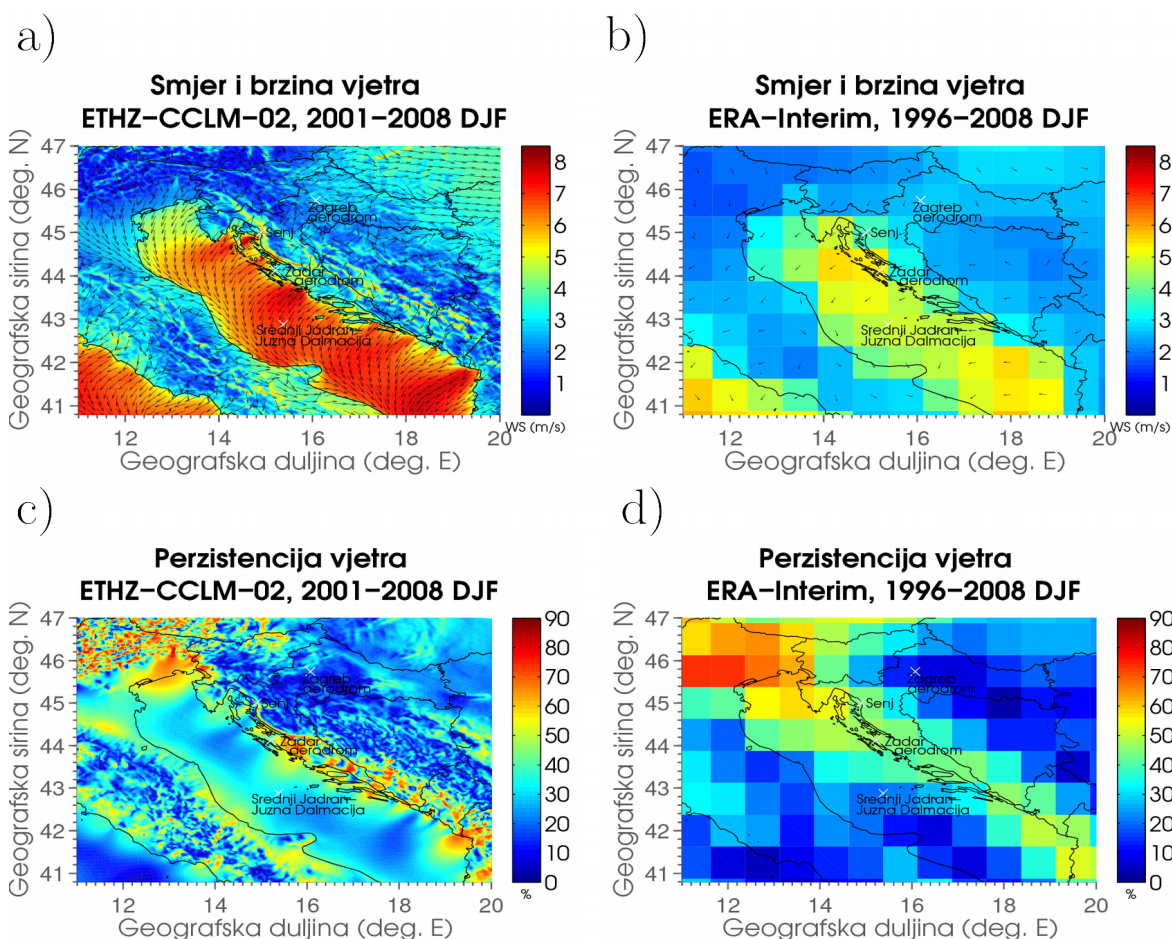 a)
Smjer i brzina vjetra
ETHZ-CCLM-02, 2001-2008 DJF
Geografska sirina (deg. N)
47
46
45
44
43
42
41
Zagreb
aerodrom
Senj
Zadar
aerodrom
Srednji Jadran-
Juzna Dalmacija
12
14
16
18
20
Geografska duljina (deg. E)
8
7
6
5
4
3
2
1
WS (m/s)
b)
Smjer i brzina vjetra
ERA-Interim, 1996-2008 DJF
Geografska sirina (deg. N)
47
46
45
44
43
42
41
Zagreb
aerodrom
Senj
Zadar
aerodrom
Srednji Jadran-
Juzna Dalmacija
12
14
16
18
20
Geografska duljina (deg. E)
8
7
6
5
4
3
2
1
WS (m/s)
c)
Perzistencija vjetra
ETHZ-CCLM-02, 2001-2008 DJF
Geografska sirina (deg. N)
47
46
45
44
43
42
41
Zagreb
aerodrom
Senj
Zadar
aerodrom
Srednji Jadran-
Juzna Dalmacija
12
14
16
18
20
Geografska duljina (deg. E)
90
80
70
60
50
40
30
20
10
0
%
d)
Perzistencija vjetra
ERA-Interim, 1996-2008 DJF
Geografska sirina (deg. N)
47
46
45
44
43
42
41
Zagreb
aerodrom
Senj
Zadar
aerodrom
Srednji Jadran-
Juzna Dalmacija
12
14
16
18
20
Geografska duljina (deg. E)
90
80
70
60
50
40
30
20
10
0
%